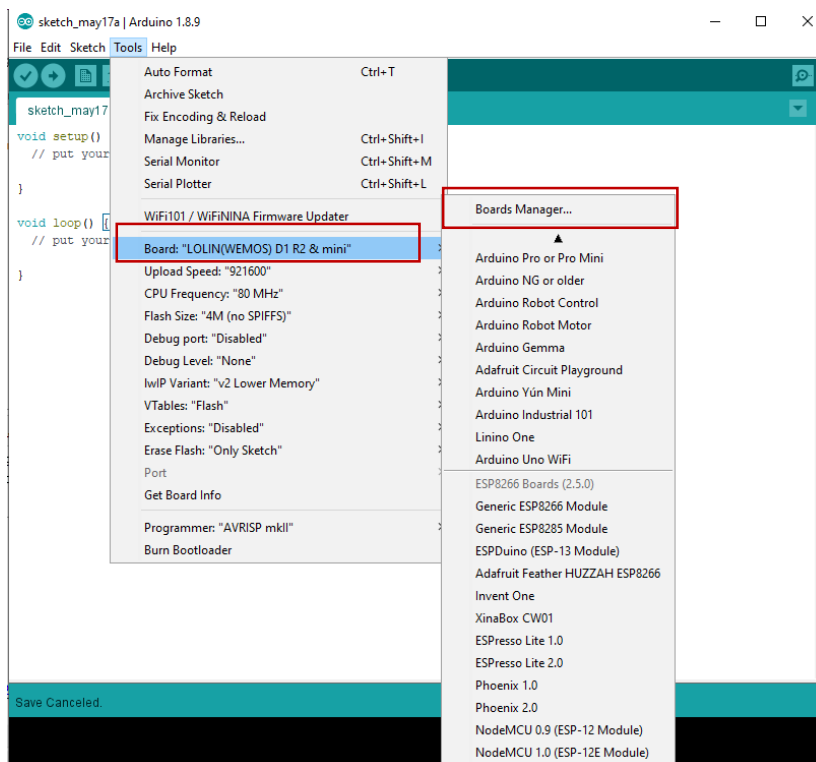 sketch_may17a | Arduino 1.8.9
File Edit Sketch Tools Help
sketch_may17
void setup()
// put your
}
void loop() {
// put your
}
Auto Format Ctrl+T
Archive Sketch
Fix Encoding & Reload
Manage Libraries... Ctrl+Shift+I
Serial Monitor Ctrl+Shift+M
Serial Plotter Ctrl+Shift+L
WiFi101 / WiFiNINA Firmware Updater
Board: "LOLIN(WEMOS) D1 R2 & mini"
Upload Speed: "921600"
CPU Frequency: "80 MHz"
Flash Size: "4M (no SPIFFS)"
Debug port: "Disabled"
Debug Level: "None"
lwIP Variant: "v2 Lower Memory"
VTables: "Flash"
Exceptions: "Disabled"
Erase Flash: "Only Sketch"
Port
Get Board Info
Programmer: "AVRISP mkII"
Burn Bootloader
Boards Manager...
Arduino Pro or Pro Mini
Arduino NG or older
Arduino Robot Control
Arduino Robot Motor
Arduino Gemma
Adafruit Circuit Playground
Arduino Yún Mini
Arduino Industrial 101
Linino One
Arduino Uno WiFi
ESP8266 Boards (2.5.0)
Generic ESP8266 Module
Generic ESP8285 Module
ESPDuino (ESP-13 Module)
Adafruit Feather HUZZAH ESP8266
Invent One
XinaBox CW01
ESPresso Lite 1.0
ESPresso Lite 2.0
Phoenix 1.0
Phoenix 2.0
NodeMCU 0.9 (ESP-12 Module)
NodeMCU 1.0 (ESP-12E Module)
Save Canceled.